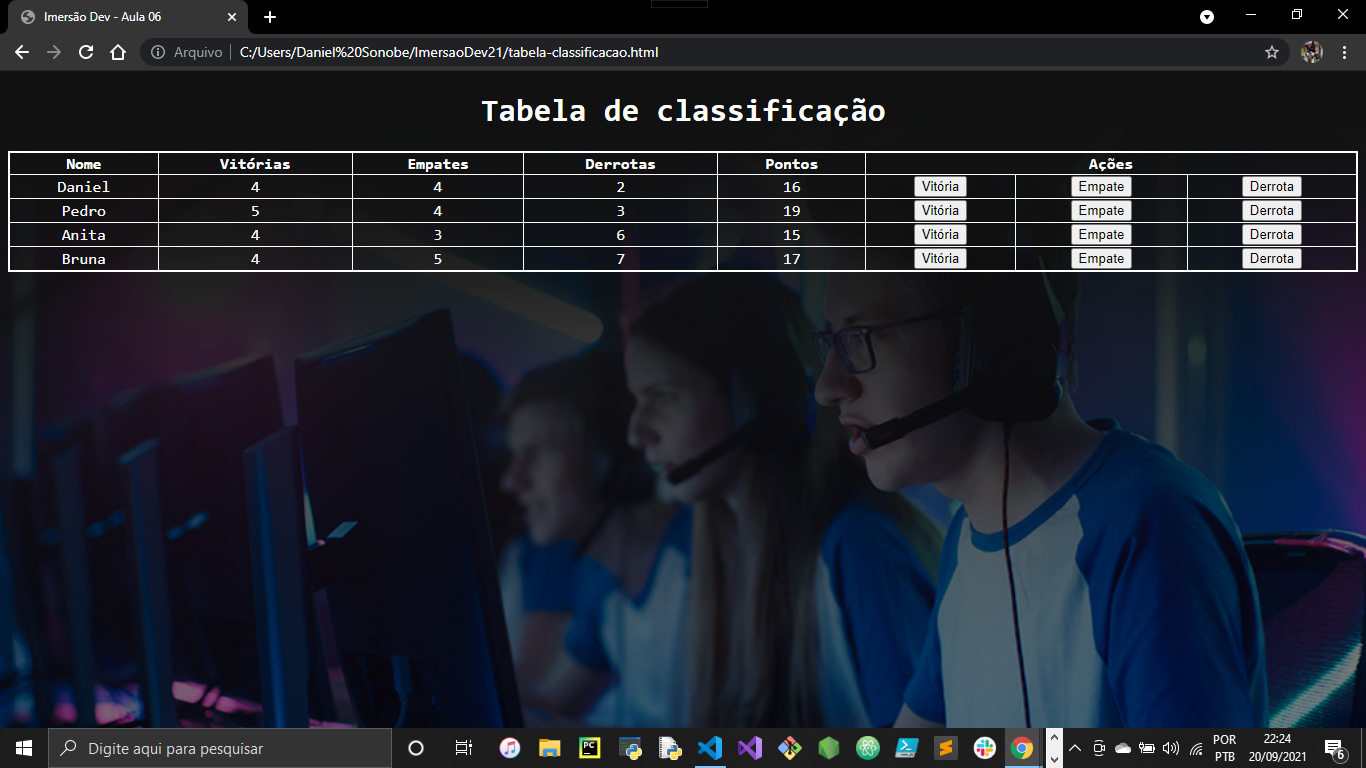 Imersão Dev - Aula 06
Arquivo C:/Users/Daniel%20Sonobe/ImersaoDev21/tabela-classificacao.html
Tabela de classificação
Nome Vitórias Empates Derrotas Pontos Ações
Daniel 4 4 2 16 Vitória Empate Derrota
Pedro 5 4 3 19 Vitória Empate Derrota
Anita 4 3 6 15 Vitória Empate Derrota
Bruna 4 5 7 17 Vitória Empate Derrota
Digite aqui para pesquisar
PC
POR
PTB
22:24
20/09/2021
6